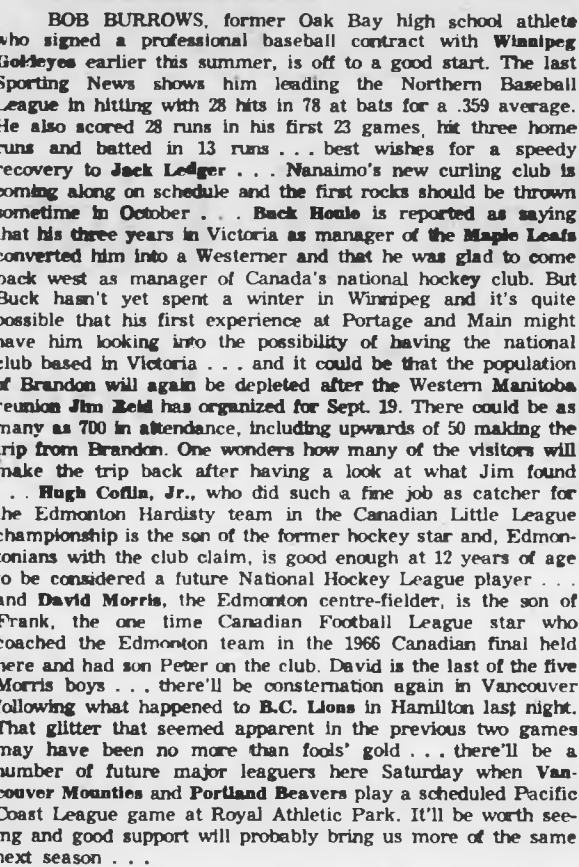 BOB BURROWS, former Oak Bay high school athlete
who signed a professional baseball contract with Winnipeg
Goldeyes earlier this summer, is off to a good start. The last
Sporting News shows him leading the Northern Baseball
League in hitting with 28 hits in 78 at bats for a .359 average.
He also scored 28 runs in his first 23 games, hit three home
runs and batted in 13 runs . . . best wishes for a speedy
recovery to Jack Ledger . . . Nanaimo's new curling club is
coming along on schedule and the first rocks should be thrown
sometime in October . . . Back Houle is reported as saying
that his three years in Victoria as manager of the Maple Leafs
converted him into a Westerner and that he was glad to come
back west as manager of Canada's national hockey club. But
Buck hasn't yet spent a winter in Winnipeg and it's quite
possible that his first experience at Portage and Main might
have him looking into the possibility of having the national
club based in Victoria . . . and it could be that the population
of Brandon will again be depleted after the Western Manitoba
reunion Jim Reid has organized for Sept. 19. There could be as
many as 700 in attendance, including upwards of 50 making the
trip from Brandon. One wonders how many of the visitors will
make the trip back after having a look at what Jim found
. . . Hugh Coflin, Jr., who did such a fine job as catcher for
the Edmonton Hardisty team in the Canadian Little League
championship is the son of the former hockey star and, Edmon-
tonians with the club claim, is good enough at 12 years of age
to be considered a future National Hockey League player . . .
and David Morris, the Edmonton centre-fielder, is the son of
Frank, the one time Canadian Football League star who
coached the Edmonton team in the 1966 Canadian final held
here and had son Peter on the club. David is the last of the five
Morris boys . . . there'll be consternation again in Vancouver
following what happened to B.C. Lions in Hamilton last night.
That glitter that seemed apparent in the previous two games
may have been no more than fools' gold . . . there'll be a
number of future major leaguers here Saturday when Van-
couver Mounties and Portland Beavers play a scheduled Pacific
Coast League game at Royal Athletic Park. It'll be worth see-
ing and good support will probably bring us more of the same
next season . . .